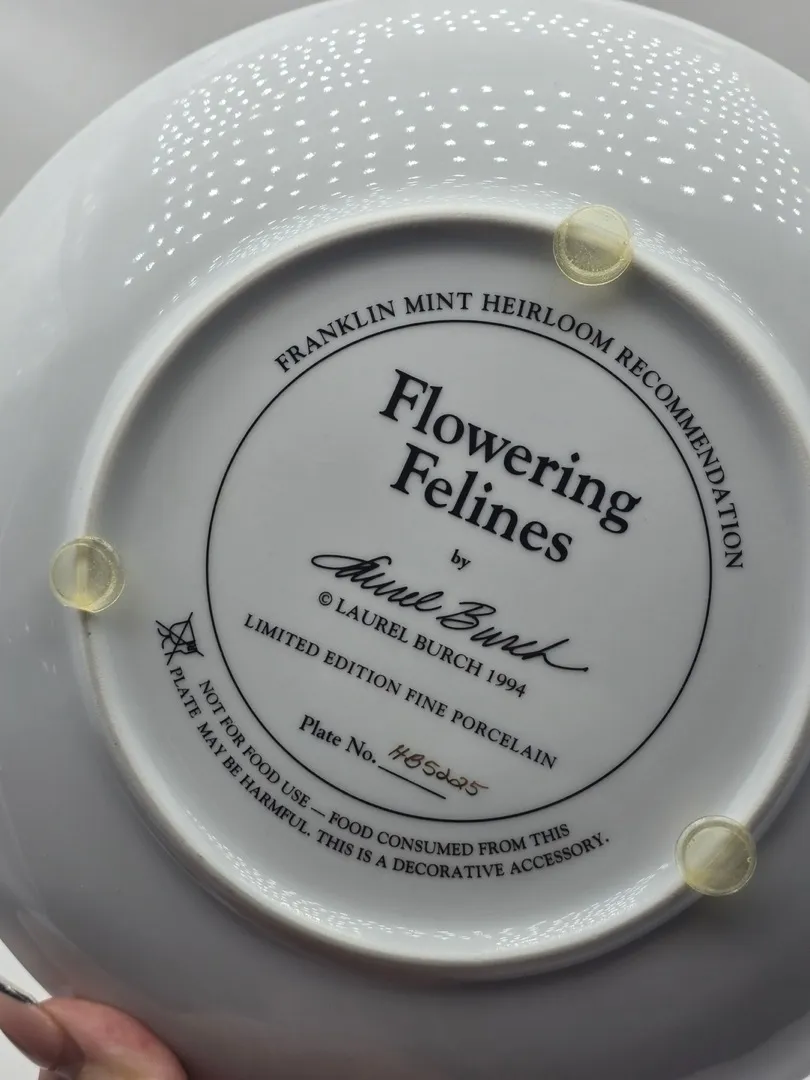 FRANKLIN MINT HEIRLOOM RECOMMENDATION
Flowering
Felines
by
Laurel Burch
© LAUREL BURCH 1994
LIMITED EDITION FINE PORCELAIN
Plate No. HB5225
NOT FOR FOOD USE — FOOD CONSUMED FROM THIS
PLATE MAY BE HARMFUL. THIS IS A DECORATIVE ACCESSORY.